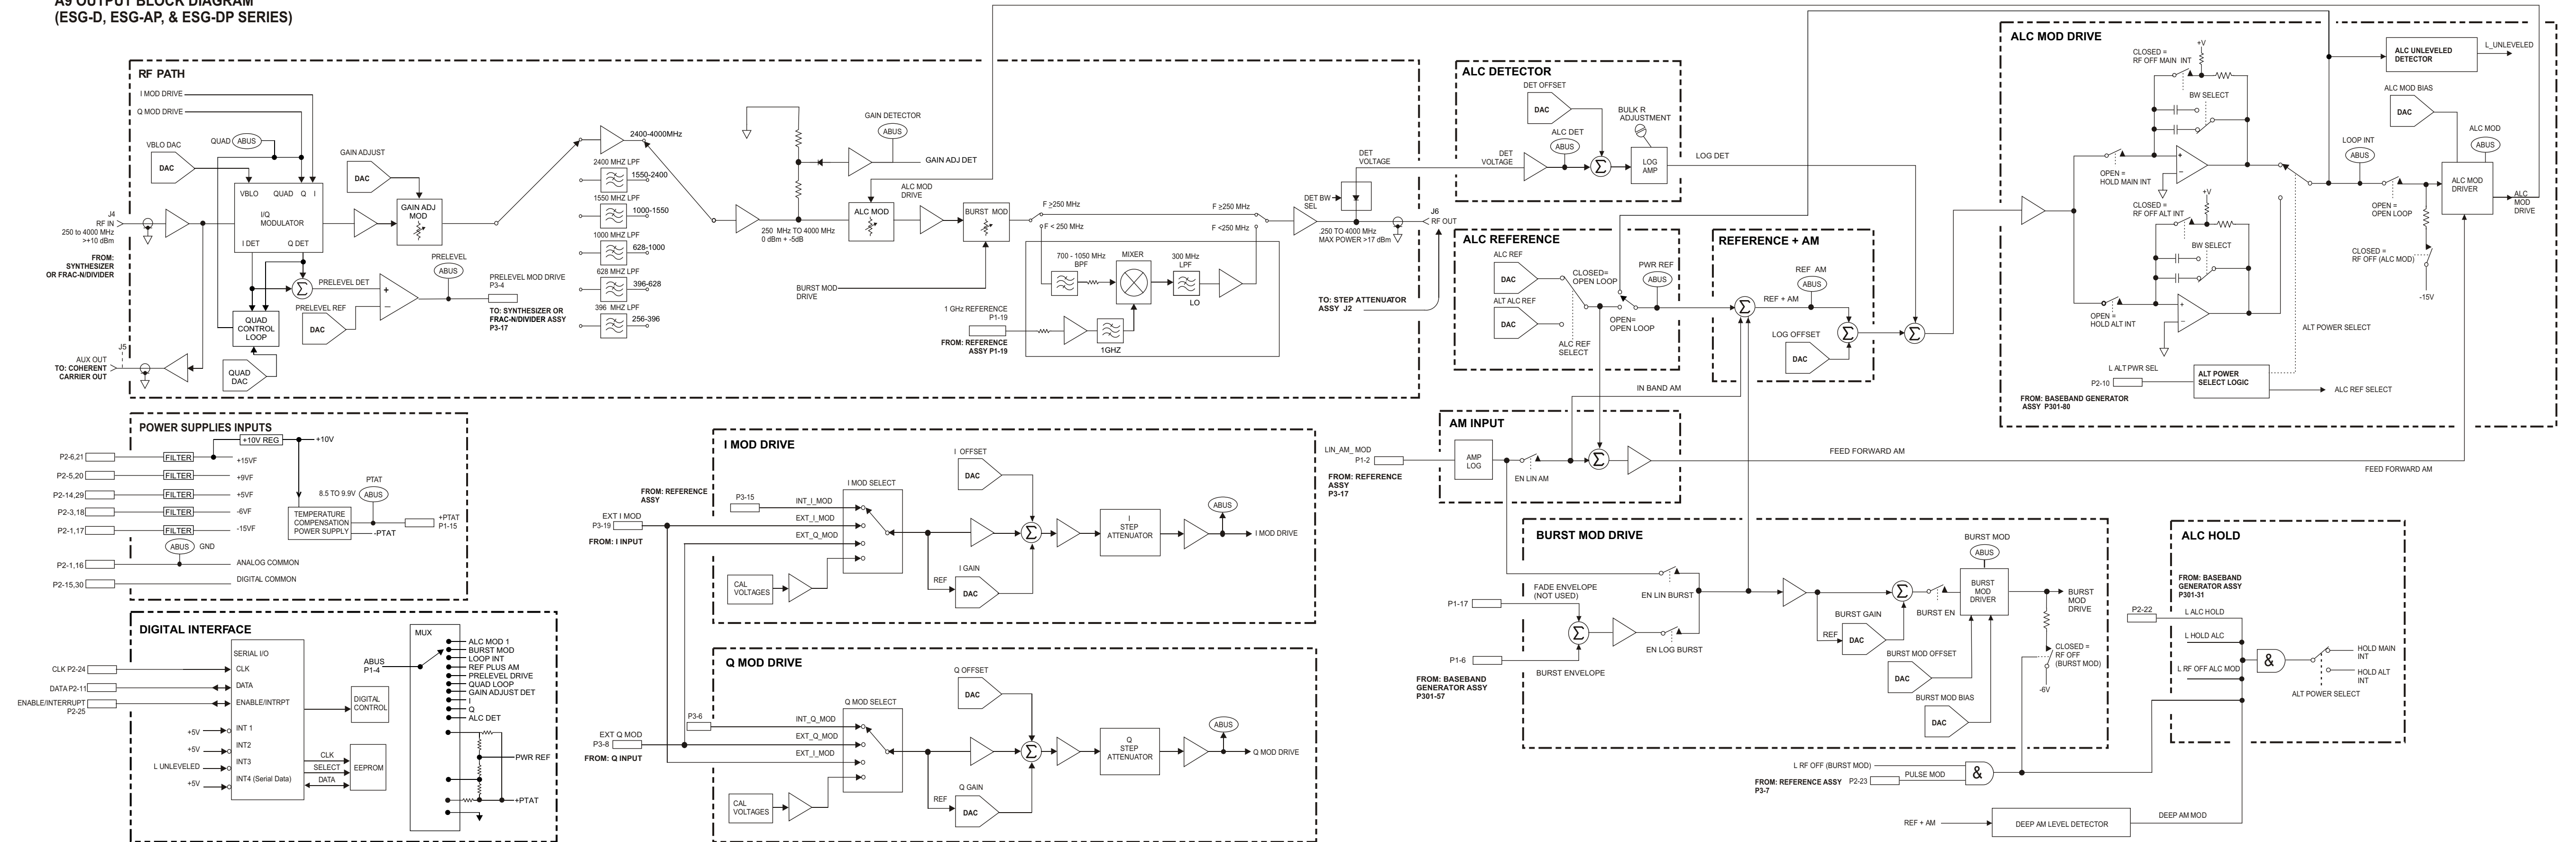 A9 OUTPUT BLOCK DIAGRAM
(ESG-D, ESG-AP, & ESG-DP SERIES)
RF PATH
I MOD DRIVE
Q MOD DRIVE
VBLO DAC
DAC
QUAD
ABUS
GAIN ADJUST
DAC
VBLO QUAD Q I
I/Q
MODULATOR
I DET Q DET
GAIN ADJ
MOD
J4
RF IN
250 to 4000 MHz
>+10 dBm
FROM:
SYNTHESIZER
OR FRAC-N/DIVIDER
J5
AUX OUT
TO: COHERENT
CARRIER OUT
QUAD
CONTROL
LOOP
QUAD
DAC
PRELEVEL DET
PRELEVEL REF
DAC
Σ
+
−
PRELEVEL
ABUS
PRELEVEL MOD DRIVE
P3-4
TO: SYNTHESIZER OR
FRAC-N/DIVIDER ASSY
P3-17
2400-4000MHz
2400 MHZ LPF
1550-2400
1550 MHZ LPF
1000-1550
1000 MHZ LPF
628-1000
628 MHZ LPF
396-628
396 MHZ LPF
256-396
GAIN DETECTOR
ABUS
GAIN ADJ DET
250 MHz TO 4000 MHz
0 dBm + -5dB
ALC MOD
DRIVE
ALC MOD
BURST MOD
BURST MOD
DRIVE
F ≥250 MHz
F < 250 MHz
F ≥250 MHz
F <250 MHz
700 - 1050 MHz
BPF
MIXER
300 MHz
LPF
LO
1GHZ
1 GHz REFERENCE
P1-19
FROM: REFERENCE
ASSY P1-19
DET BW
SEL
DET
VOLTAGE
.250 TO 4000 MHz
MAX POWER >17 dBm
J6
RF OUT
TO: STEP ATTENUATOR
ASSY J2
ALC DETECTOR
DET OFFSET
DAC
BULK R
ADJUSTMENT
ALC DET
ABUS
DET
VOLTAGE
Σ
LOG
AMP
LOG DET
ALC REFERENCE
ALC REF
DAC
ALT ALC REF
DAC
CLOSED=
OPEN LOOP
OPEN=
OPEN LOOP
ALC REF
SELECT
PWR REF
ABUS
REFERENCE + AM
REF AM
ABUS
REF + AM
Σ
LOG OFFSET
DAC
Σ
Σ
IN BAND AM
ALC MOD DRIVE
CLOSED =
RF OFF MAIN INT
+V
BW SELECT
OPEN =
HOLD MAIN INT
+
−
CLOSED =
RF OFF ALT INT
+V
BW SELECT
OPEN =
HOLD ALT INT
+
−
ALT POWER SELECT
L ALT PWR SEL
P2-10
FROM: BASEBAND GENERATOR
ASSY P301-80
ALT POWER
SELECT LOGIC
ALC REF SELECT
ALC UNLEVELED
DETECTOR
L_UNLEVELED
ALC MOD BIAS
DAC
ALC MOD
ABUS
LOOP INT
ABUS
OPEN =
OPEN LOOP
ALC MOD
DRIVER
ALC
MOD
DRIVE
CLOSED =
RF OFF (ALC MOD)
-15V
POWER SUPPLIES INPUTS
+10V REG
+10V
P2-6,21
FILTER
+15VF
P2-5,20
FILTER
+9VF
P2-14,29
FILTER
+5VF
P2-3,18
FILTER
-6VF
P2-1,17
FILTER
-15VF
8.5 TO 9.9V
PTAT
ABUS
TEMPERATURE
COMPENSATION
POWER SUPPLY
+PTAT
P1-15
-PTAT
ABUS
GND
P2-1,16
ANALOG COMMON
P2-15,30
DIGITAL COMMON
DIGITAL INTERFACE
SERIAL I/O
CLK P2-24
CLK
DATA P2-11
DATA
ENABLE/INTERRUPT
P2-25
ENABLE/INTRPT
+5V
INT 1
+5V
INT2
L UNLEVELED
INT3
+5V
INT4 (Serial Data)
DIGITAL
CONTROL
CLK
SELECT
DATA
EEPROM
ABUS
P1-4
MUX
ALC MOD 1
BURST MOD
LOOP INT
REF PLUS AM
PRELEVEL DRIVE
QUAD LOOP
GAIN ADJUST DET
I
Q
ALC DET
PWR REF
+PTAT
I MOD DRIVE
FROM: REFERENCE
ASSY
P3-15
EXT I MOD
P3-19
FROM: I INPUT
INT_I_MOD
EXT_I_MOD
EXT_Q_MOD
I MOD SELECT
CAL
VOLTAGES
I OFFSET
DAC
Σ
REF
I GAIN
DAC
I
STEP
ATTENUATOR
ABUS
I MOD DRIVE
Q MOD DRIVE
P3-6
EXT Q MOD
P3-8
FROM: Q INPUT
INT_Q_MOD
EXT_Q_MOD
EXT_I_MOD
Q MOD SELECT
CAL
VOLTAGES
Q OFFSET
DAC
Σ
REF
Q GAIN
DAC
Q
STEP
ATTENUATOR
ABUS
Q MOD DRIVE
AM INPUT
LIN_AM_ MOD
P1-2
FROM: REFERENCE
ASSY
P3-17
AMP
LOG
EN LIN AM
Σ
FEED FORWARD AM
FEED FORWARD AM
BURST MOD DRIVE
P1-17
FADE ENVELOPE
(NOT USED)
P1-6
BURST ENVELOPE
FROM: BASEBAND
GENERATOR ASSY
P301-57
Σ
EN LIN BURST
EN LOG BURST
BURST GAIN
REF
DAC
Σ
BURST EN
BURST MOD
ABUS
BURST
MOD
DRIVER
BURST MOD OFFSET
DAC
BURST MOD BIAS
DAC
BURST
MOD
DRIVE
CLOSED =
RF OFF
(BURST MOD)
-6V
L RF OFF (BURST MOD)
FROM: REFERENCE ASSY
P3-7
P2-23
PULSE MOD
&
REF + AM
DEEP AM LEVEL DETECTOR
DEEP AM MOD
ALC HOLD
FROM: BASEBAND
GENERATOR ASSY
P301-31
P2-22
L ALC HOLD
L HOLD ALC
L RF OFF ALC MOD
&
HOLD MAIN
INT
HOLD ALT
INT
ALT POWER SELECT